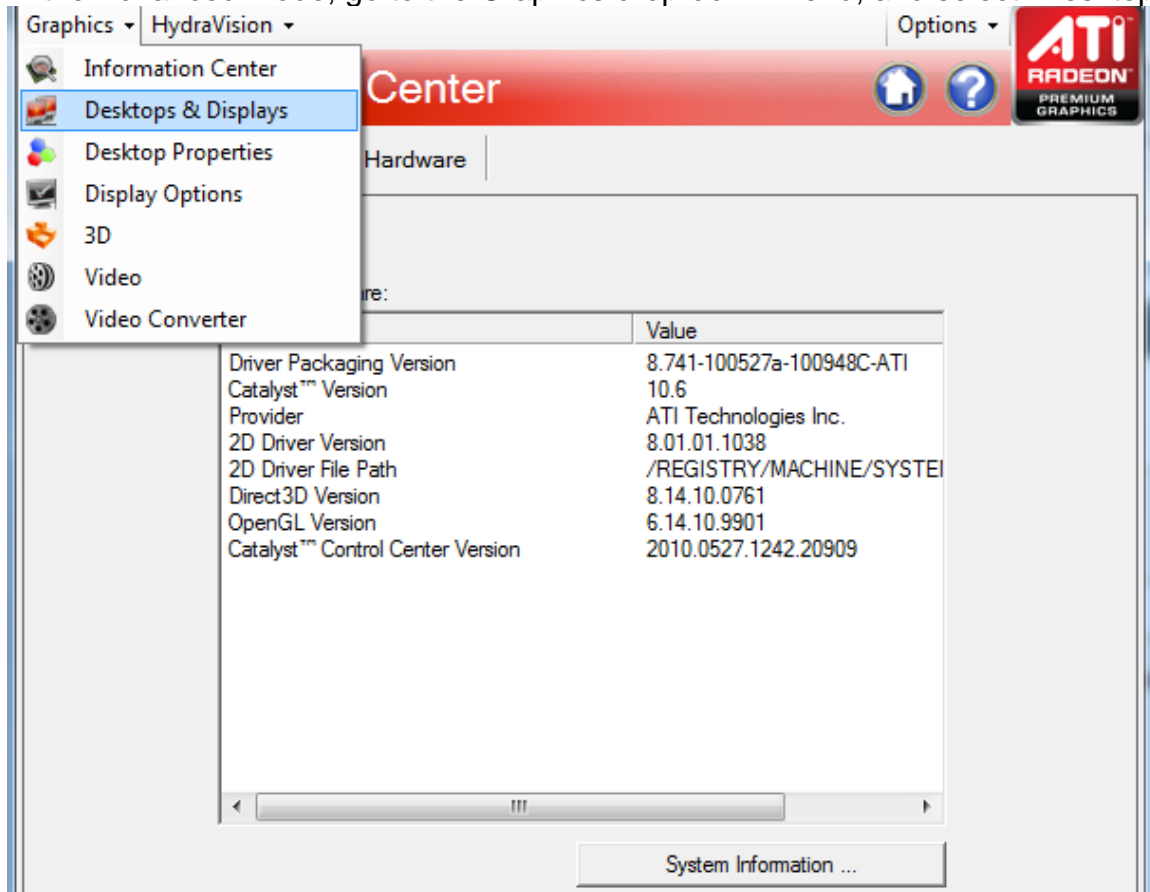 Graphics HydraVision Options
ATI
RADEON
PREMIUM
GRAPHICS
Information Center
Center
Desktops & Displays
Desktop Properties
Hardware
Display Options
3D
Video
re:
Video Converter
Value
Driver Packaging Version 8.741-100527a-100948C-ATI
Catalyst™ Version 10.6
Provider ATI Technologies Inc.
2D Driver Version 8.01.01.1038
2D Driver File Path /REGISTRY/MACHINE/SYSTE
Direct3D Version 8.14.10.0761
OpenGL Version 6.14.10.9901
Catalyst™ Control Center Version 2010.0527.1242.20909
System Information ...